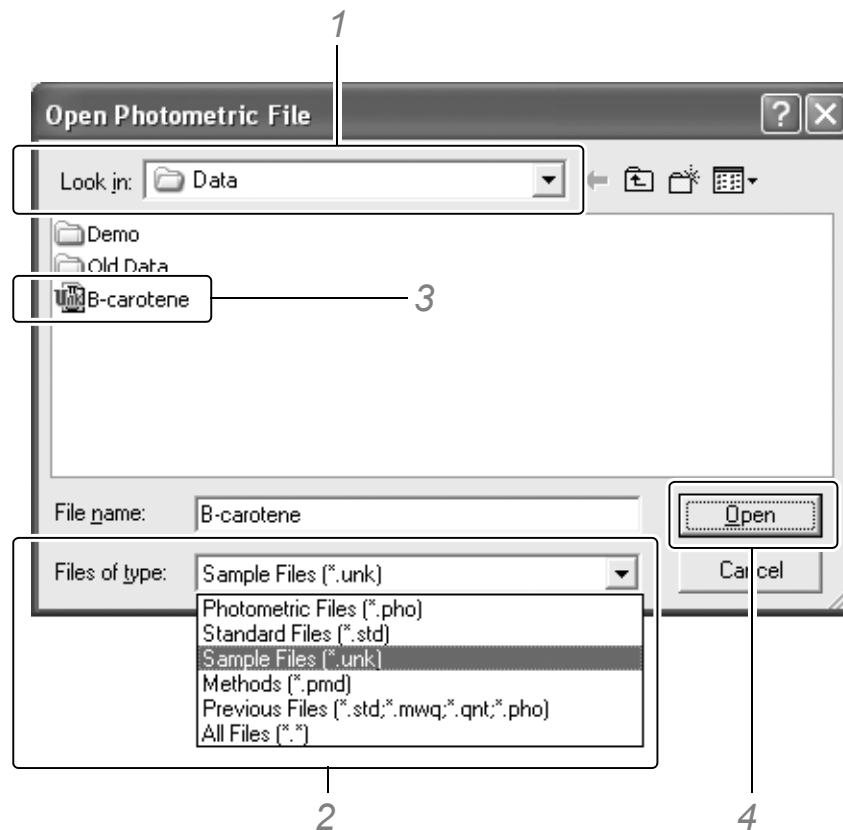 1
Open Photometric File
Look in: Data
Demo
Old Data
B-carotene
3
File name: B-carotene Open
Files of type: Sample Files (*.unk) Cancel
Photometric Files (*.pho)
Standard Files (*.std)
Sample Files (*.unk)
Methods (*.pmd)
Previous Files (*.std;*.mwq;*.qnt;*.pho)
All Files (*.*)
2 4